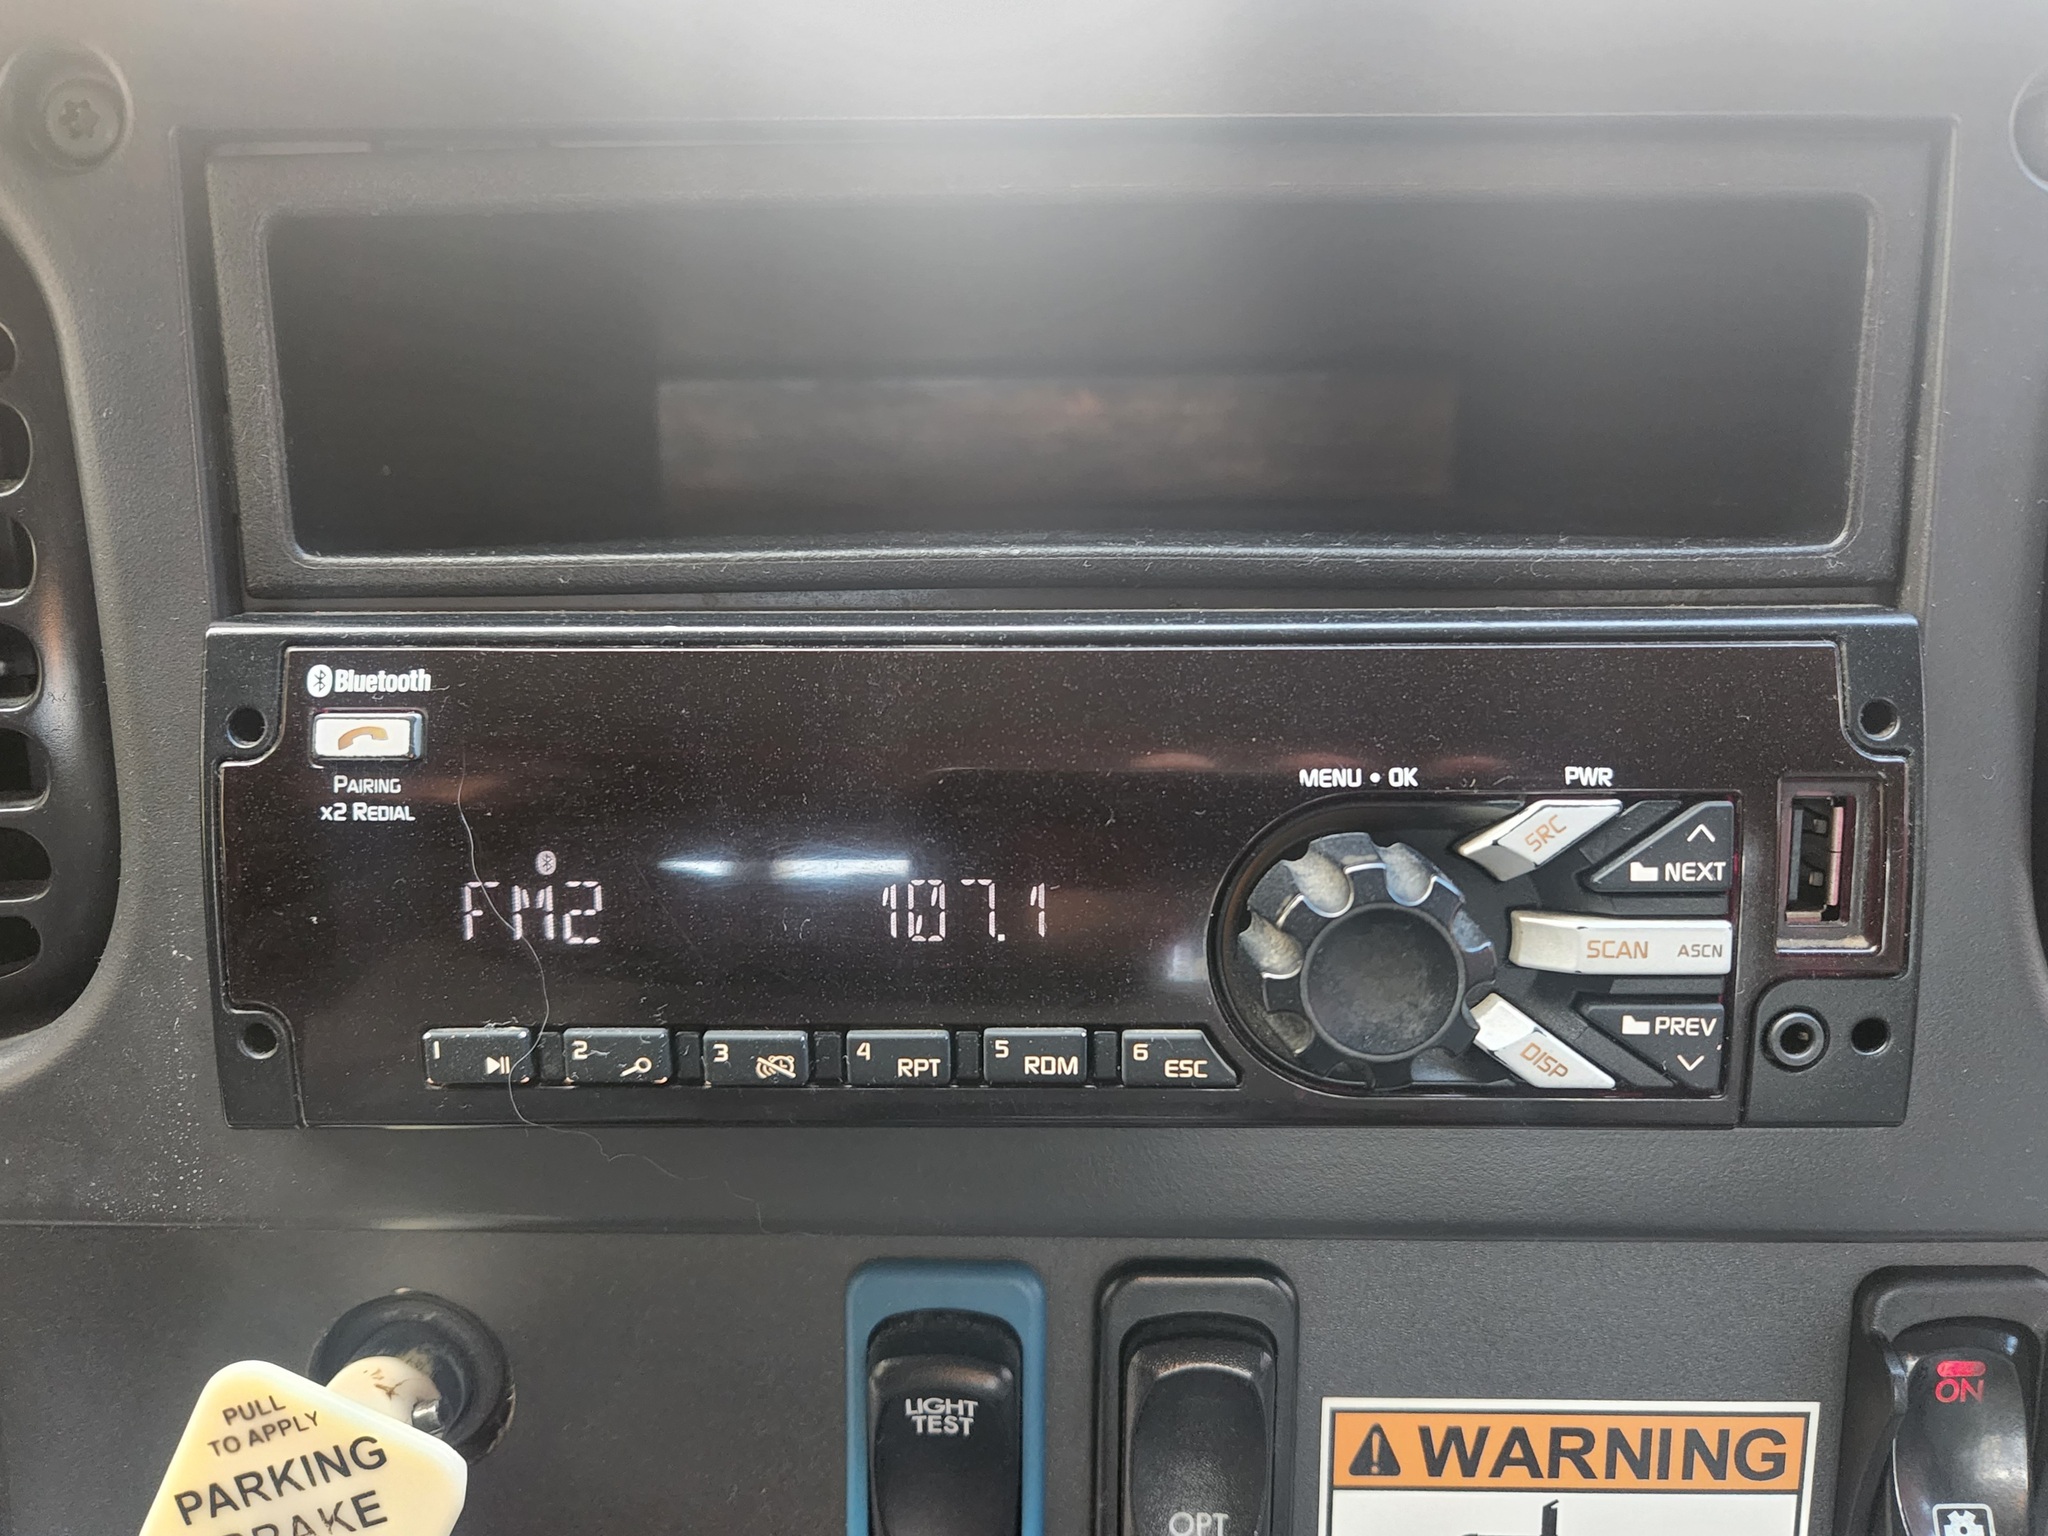 Bluetooth
PAIRING
x2 REDIAL
MENU • OK
PWR
SRC
NEXT
FM2 107.1
SCAN ASCN
PREV
DISP
1
2
3
4 RPT
5 RDM
6 ESC
LIGHT
TEST
OPT
ON
PULL
TO APPLY
PARKING
BRAKE
WARNING